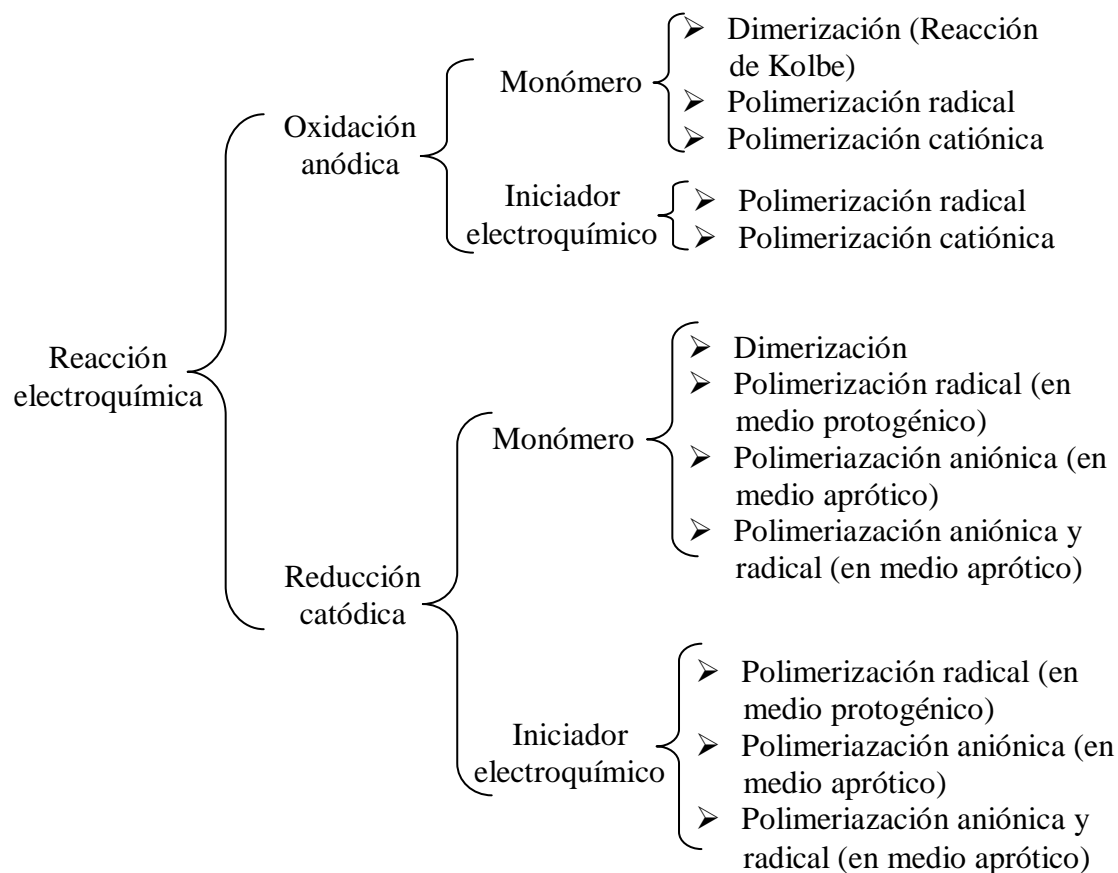 Reacción
electroquímica
Oxidación
anódica
Monómero
➢ Dimerización (Reacción
de Kolbe)
➢ Polimerización radical
➢ Polimerización catiónica
Iniciador
electroquímico
➢ Polimerización radical
➢ Polimerización catiónica
Reducción
catódica
Monómero
➢ Dimerización
➢ Polimerización radical (en
medio protogénico)
➢ Polimeriazación aniónica (en
medio aprótico)
➢ Polimeriazación aniónica y
radical (en medio aprótico)
Iniciador
electroquímico
➢ Polimerización radical (en
medio protogénico)
➢ Polimeriazación aniónica (en
medio aprótico)
➢ Polimeriazación aniónica y
radical (en medio aprótico)